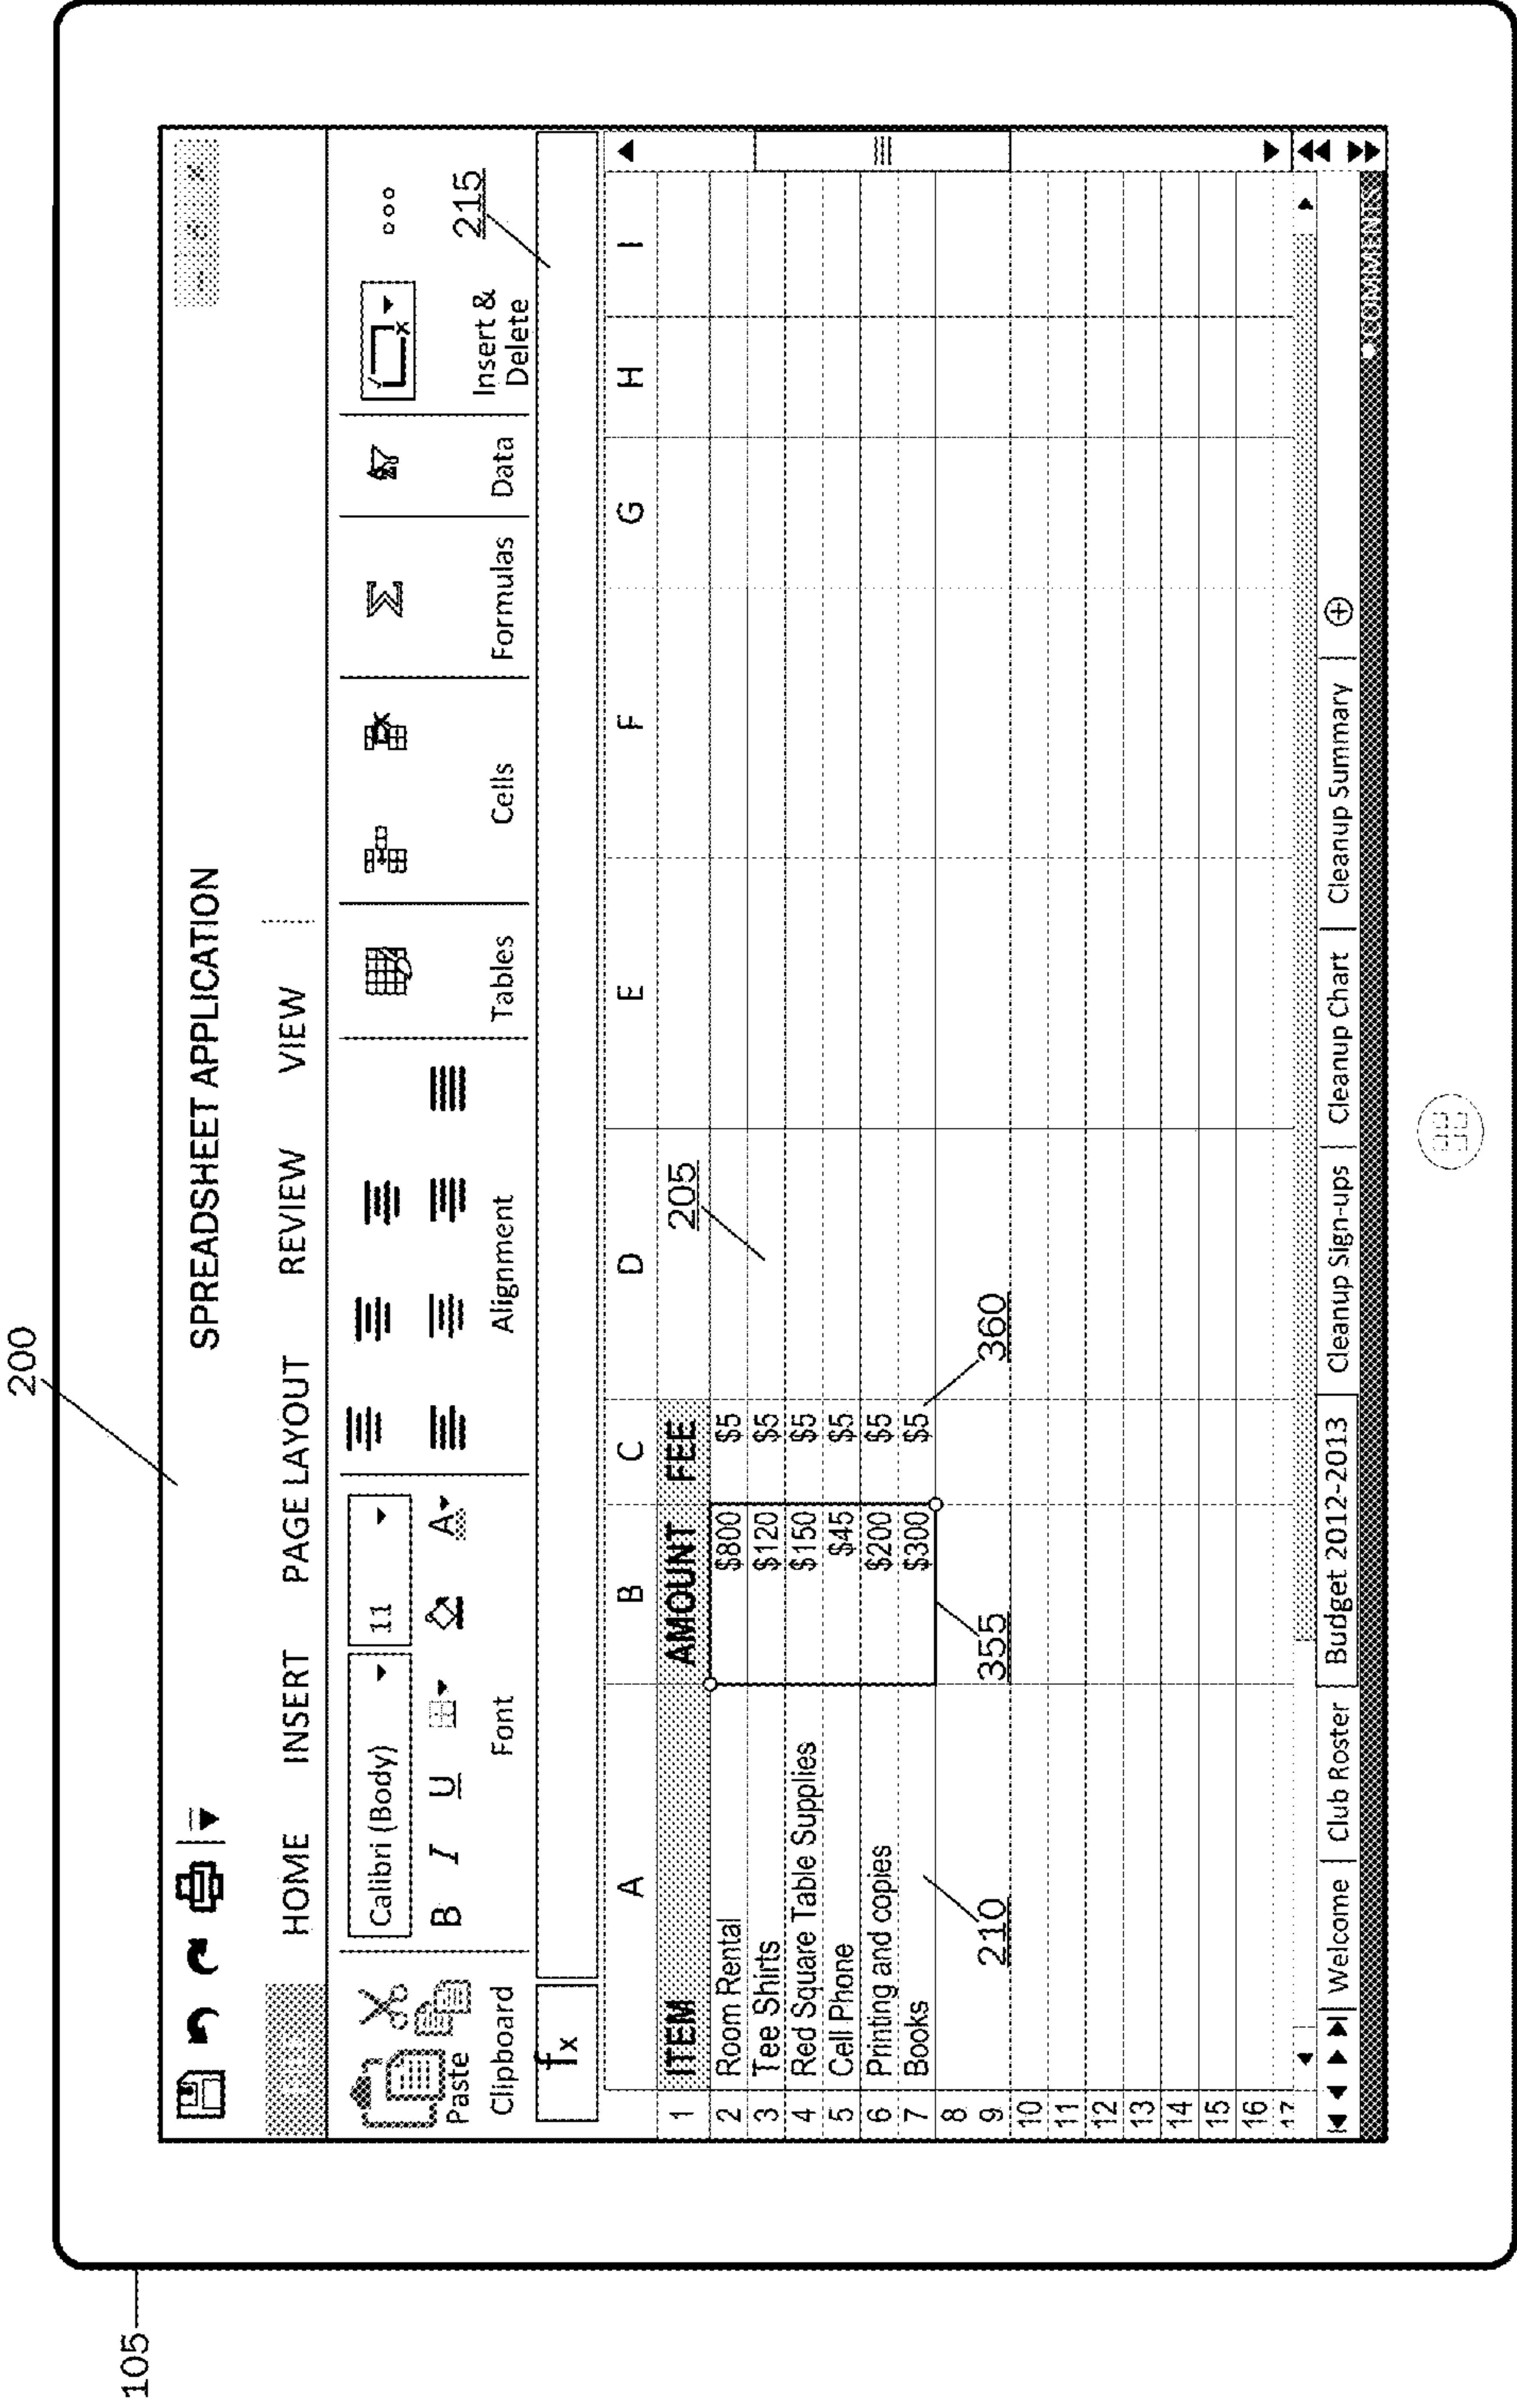 200
105
SPREADSHEET APPLICATION
HOME INSERT PAGE LAYOUT REVIEW VIEW
Calibri (Body) 11
B I U A
Paste
Clipboard Font Alignment Tables Cells Formulas Data Insert & Delete
215
fx
A B C D E F G H I
1 ITEM AMOUNT FEE
205
2 Room Rental $800 $5
3 Tee Shirts $120 $5
4 Red Square Table Supplies $150 $5
5 Cell Phone $45 $5
6 Printing and copies $200 $5
7 Books $300 $5
8
9
210 355 360
10
11
12
13
14
15
16
17
Welcome Club Roster Budget 2012-2013 Cleanup Sign-ups Cleanup Chart Cleanup Summary